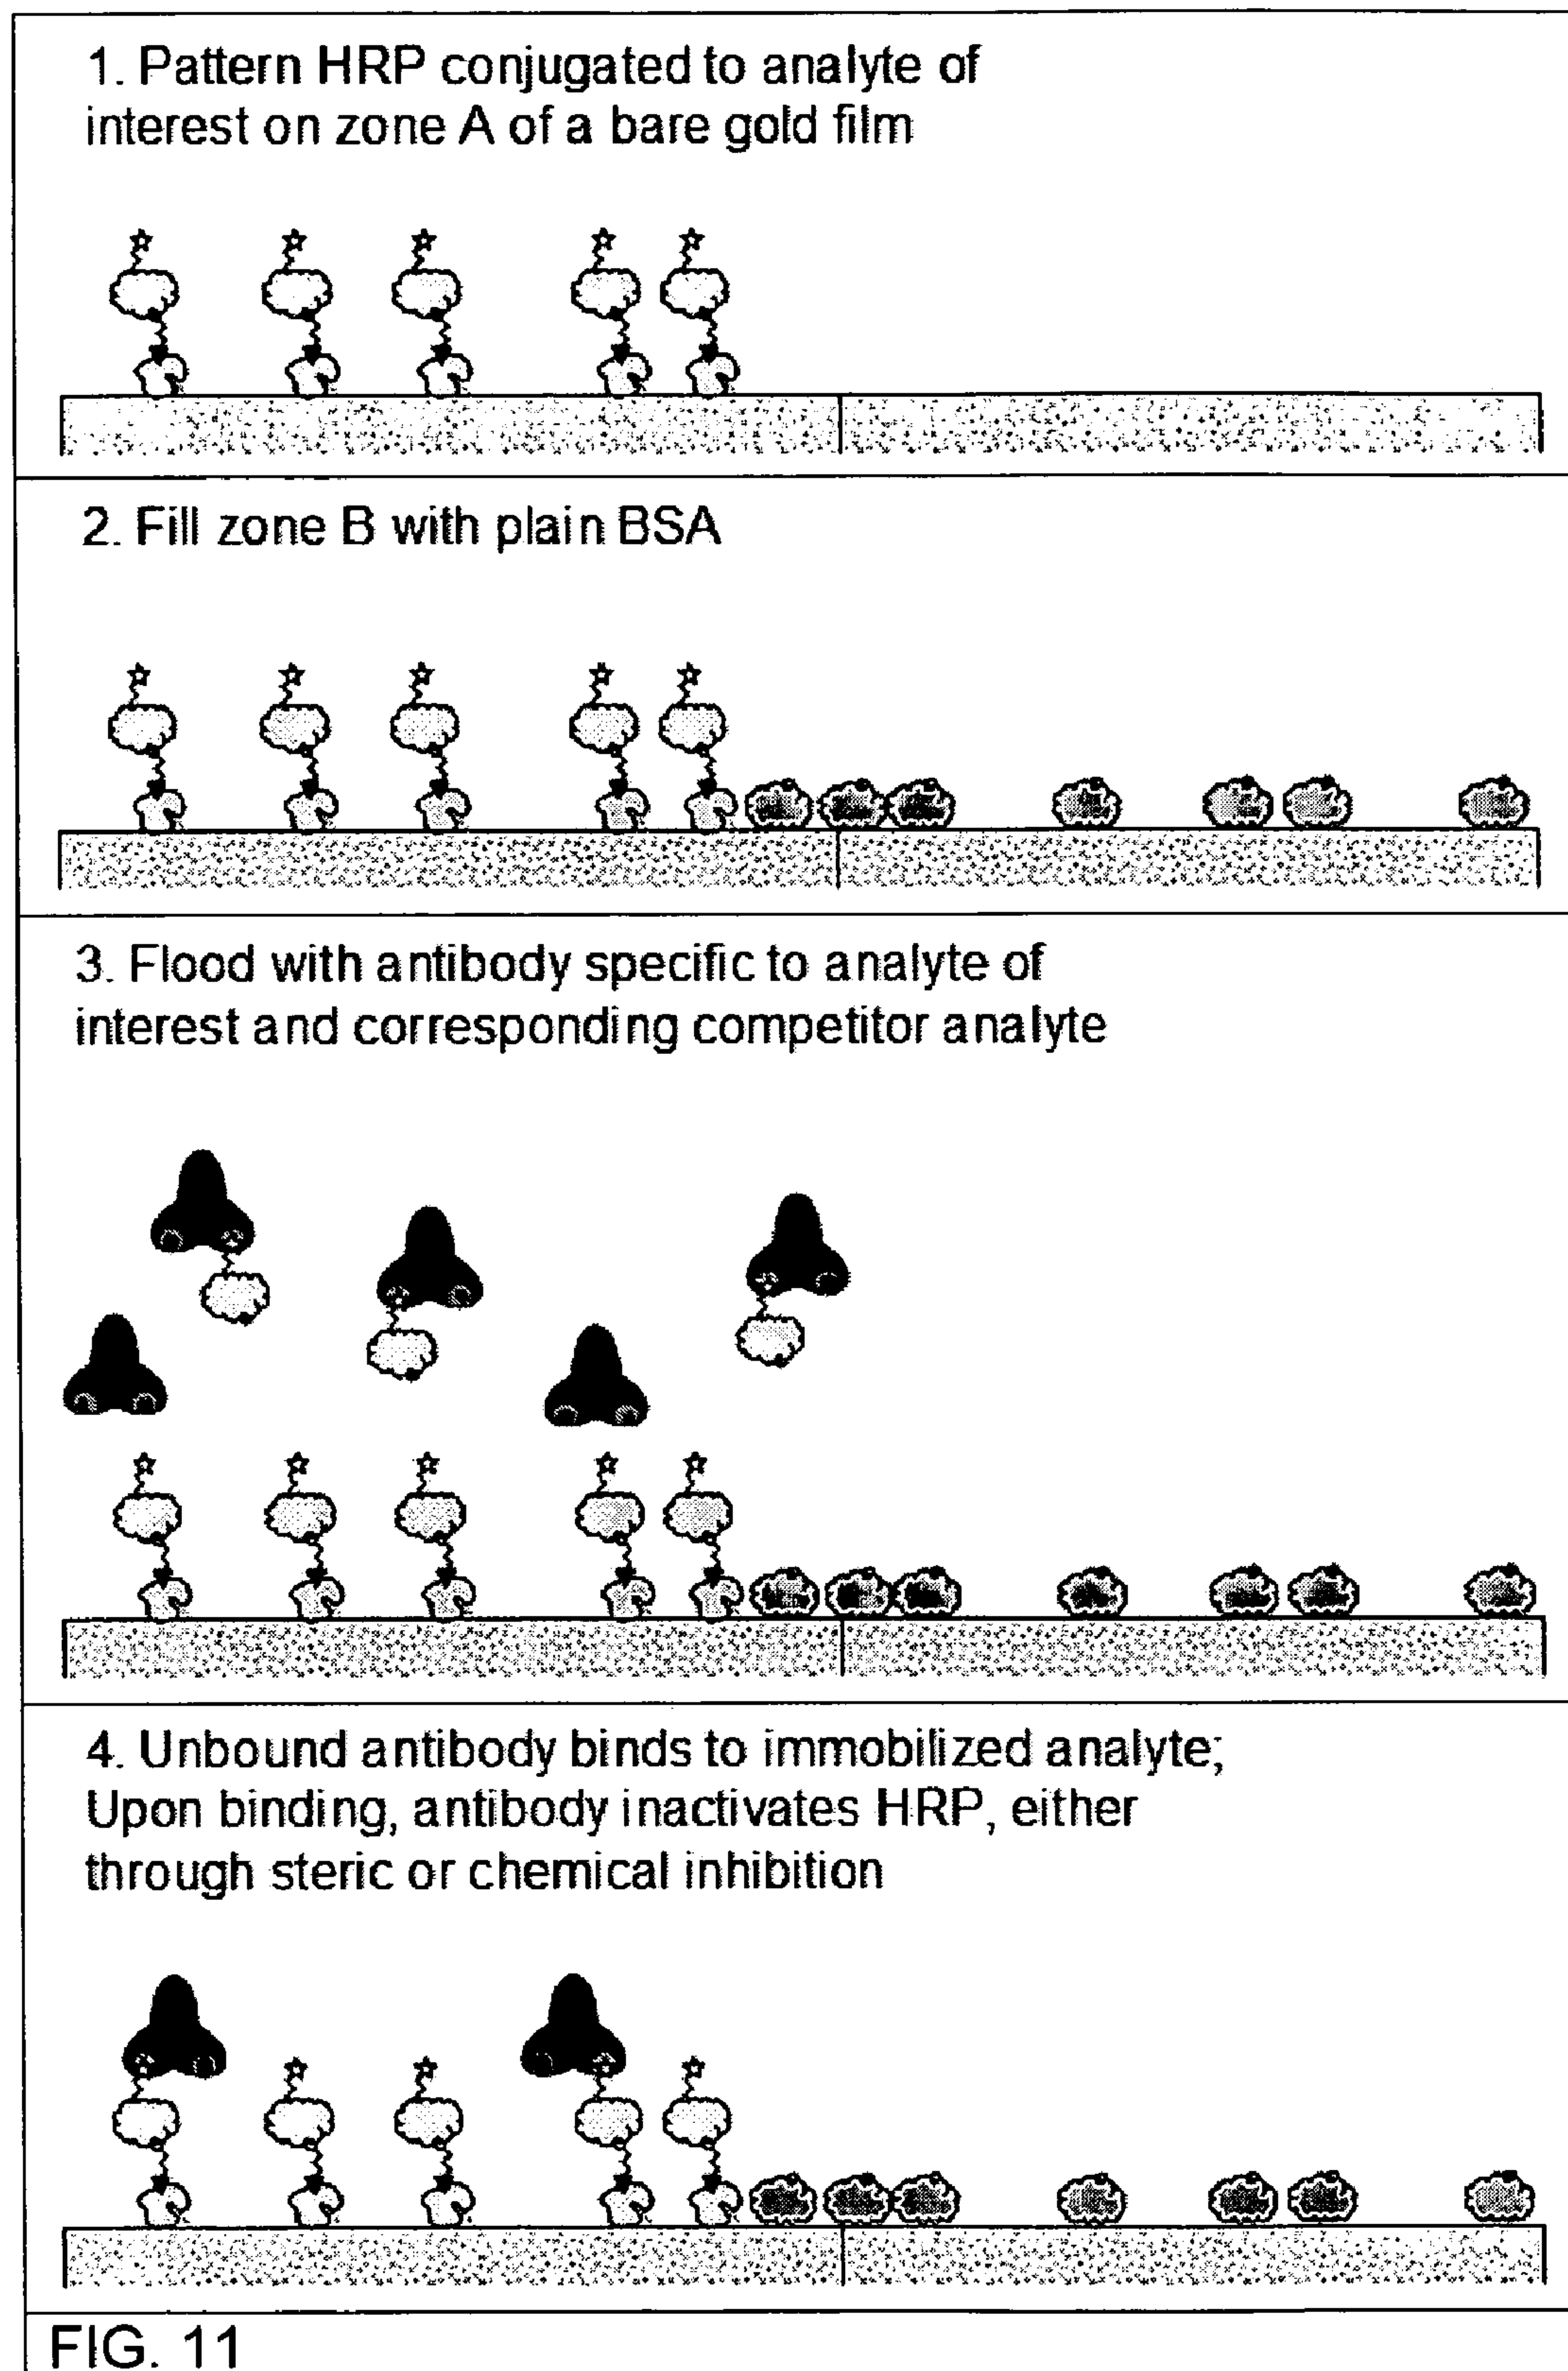 1. Pattern HRP conjugated to analyte of
interest on zone A of a bare gold film
2. Fill zone B with plain BSA
3. Flood with antibody specific to analyte of
interest and corresponding competitor analyte
4. Unbound antibody binds to immobilized analyte;
Upon binding, antibody inactivates HRP, either
through steric or chemical inhibition
FIG. 11